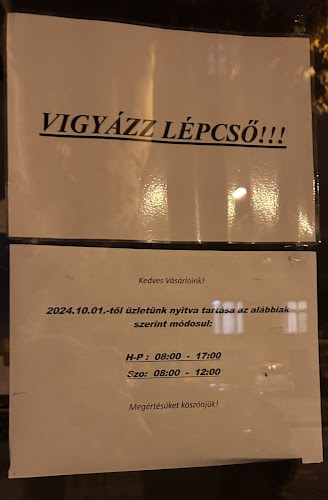 VIGYÁZZ LÉPCSŐ!!!
Kedves Vásárlóink!
2024.10.01.-től üzletünk nyitva tartása az alábbiak
szerint módosul:
H-P : 08:00 - 17:00
Szo: 08:00 - 12:00
Megértésüket köszönjük!